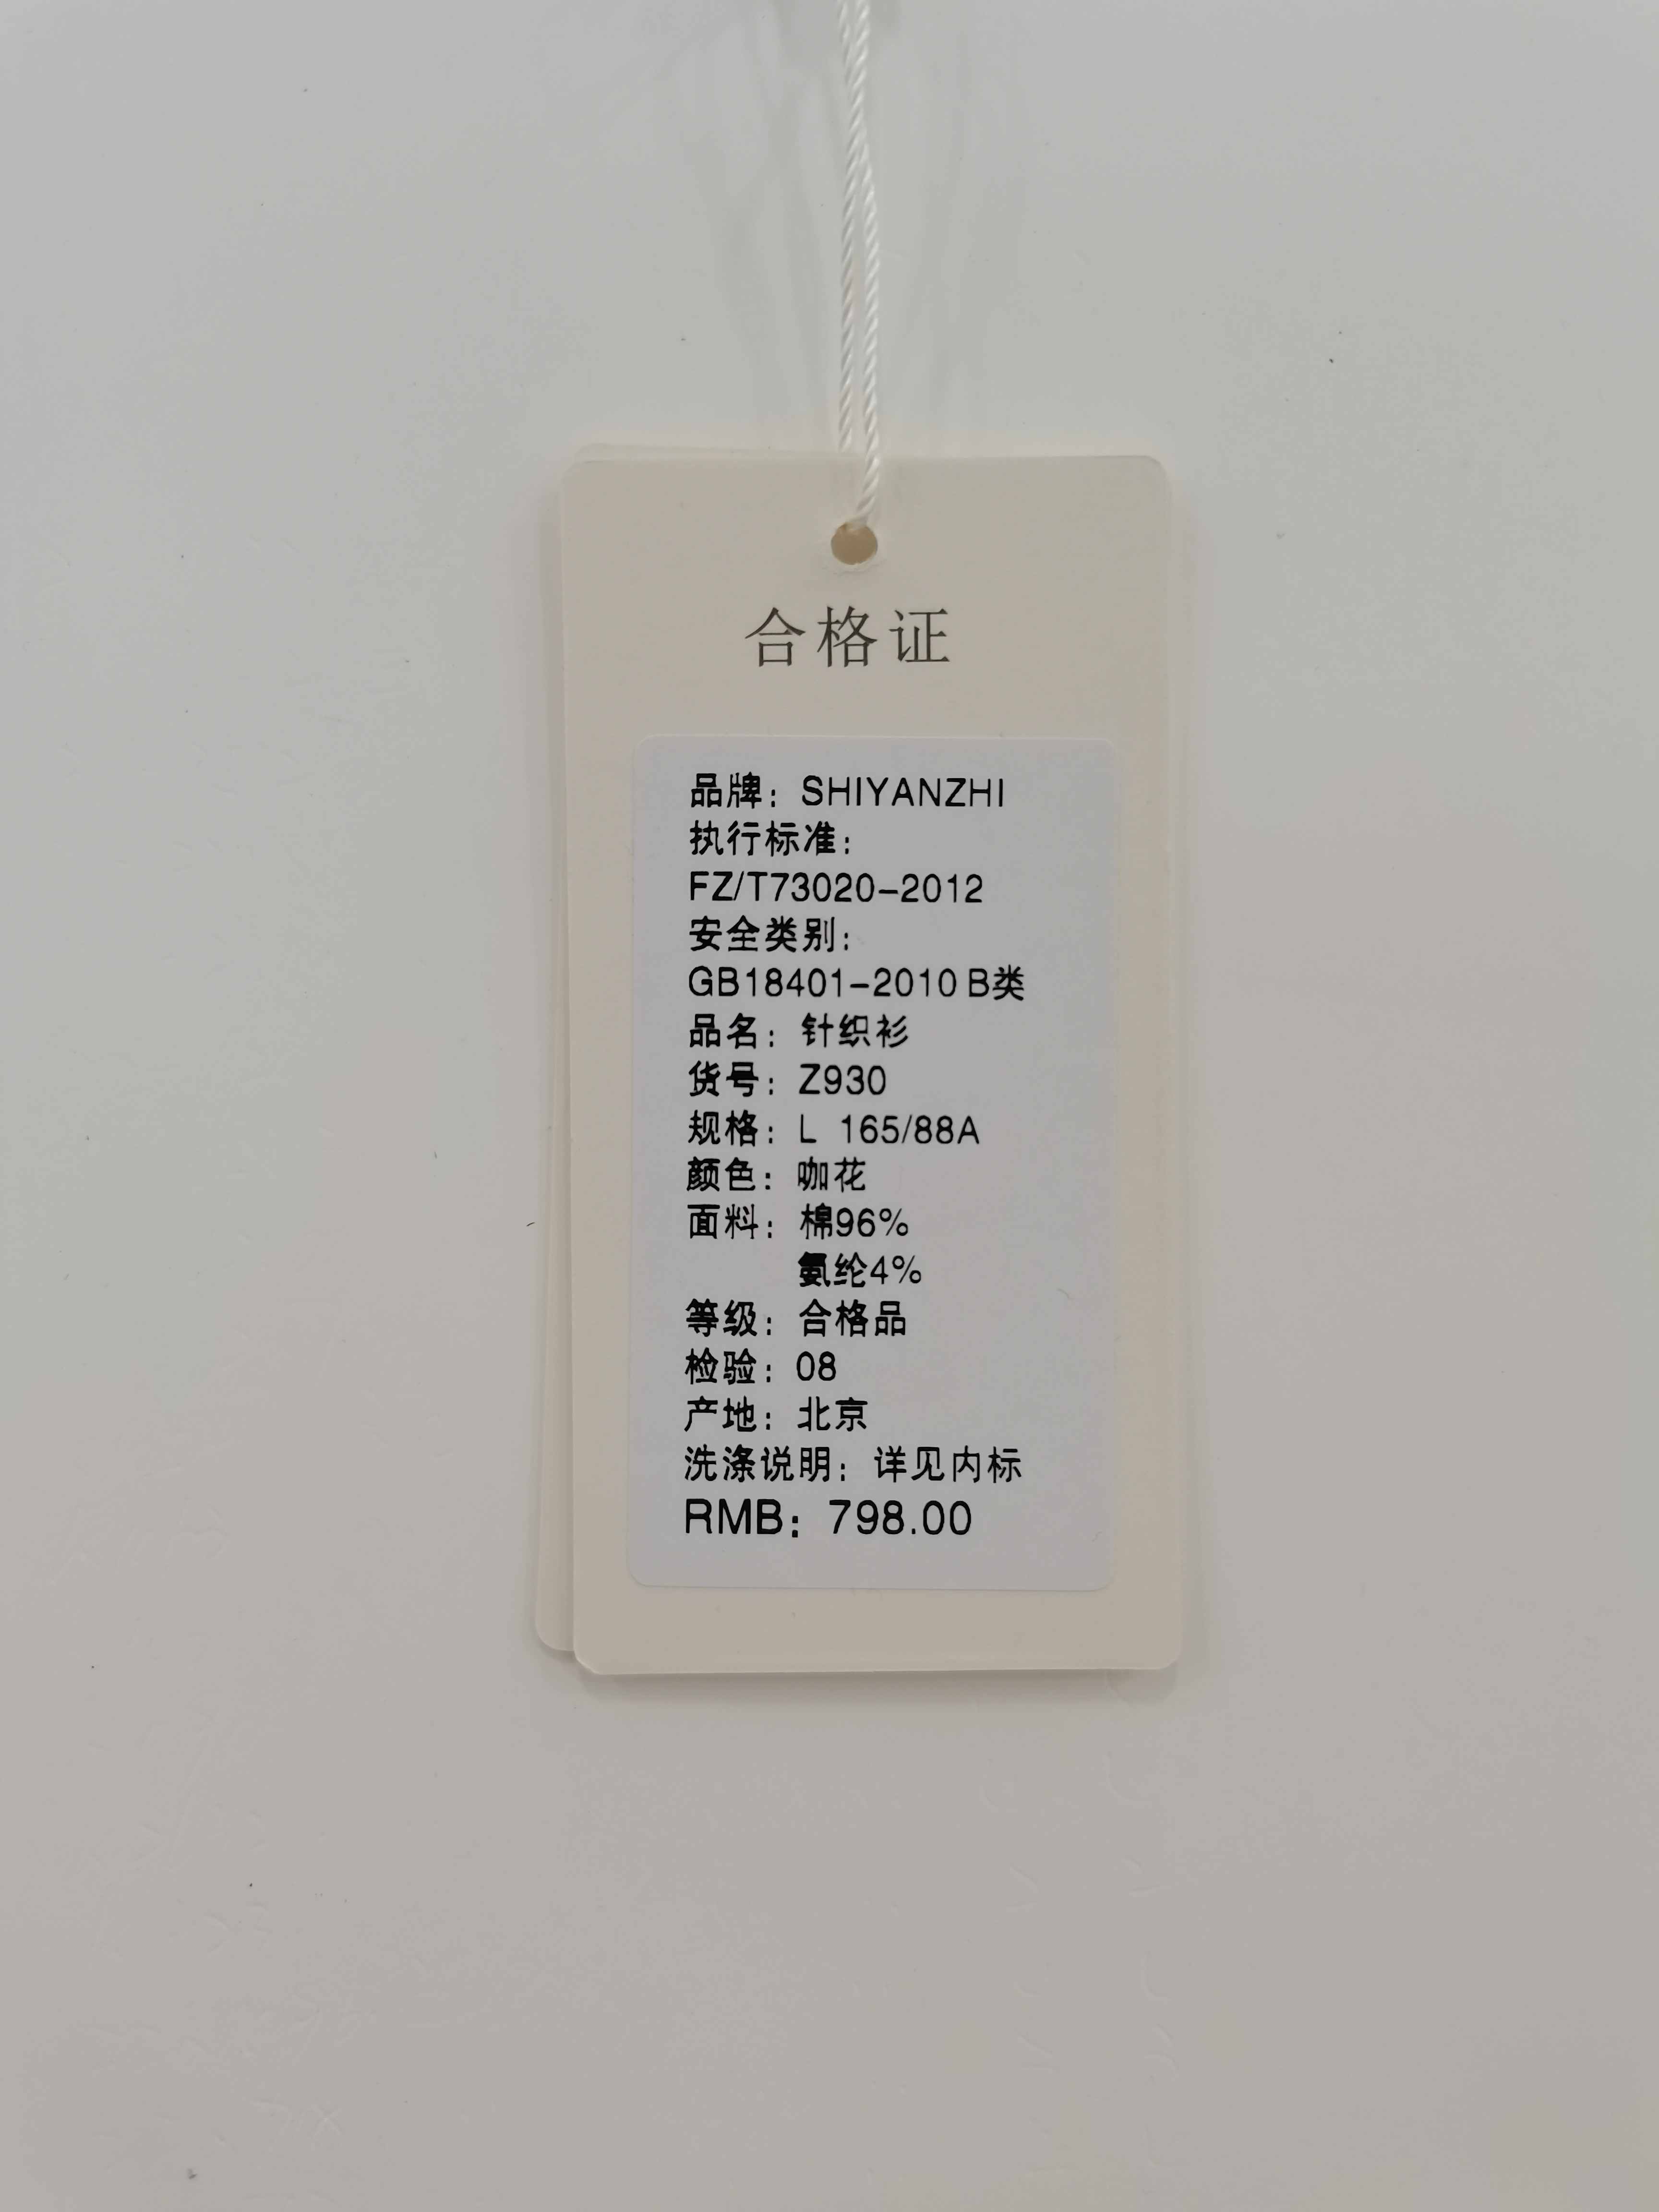 合格证
品牌：SHIYANZHI
执行标准：
FZ/T73020-2012
安全类别：
GB18401-2010 B类
品名：针织衫
货号：Z930
规格：L 165/88A
颜色：咖花
面料：棉96%
氨纶4%
等级：合格品
检验：08
产地：北京
洗涤说明：详见内标
RMB：798.00